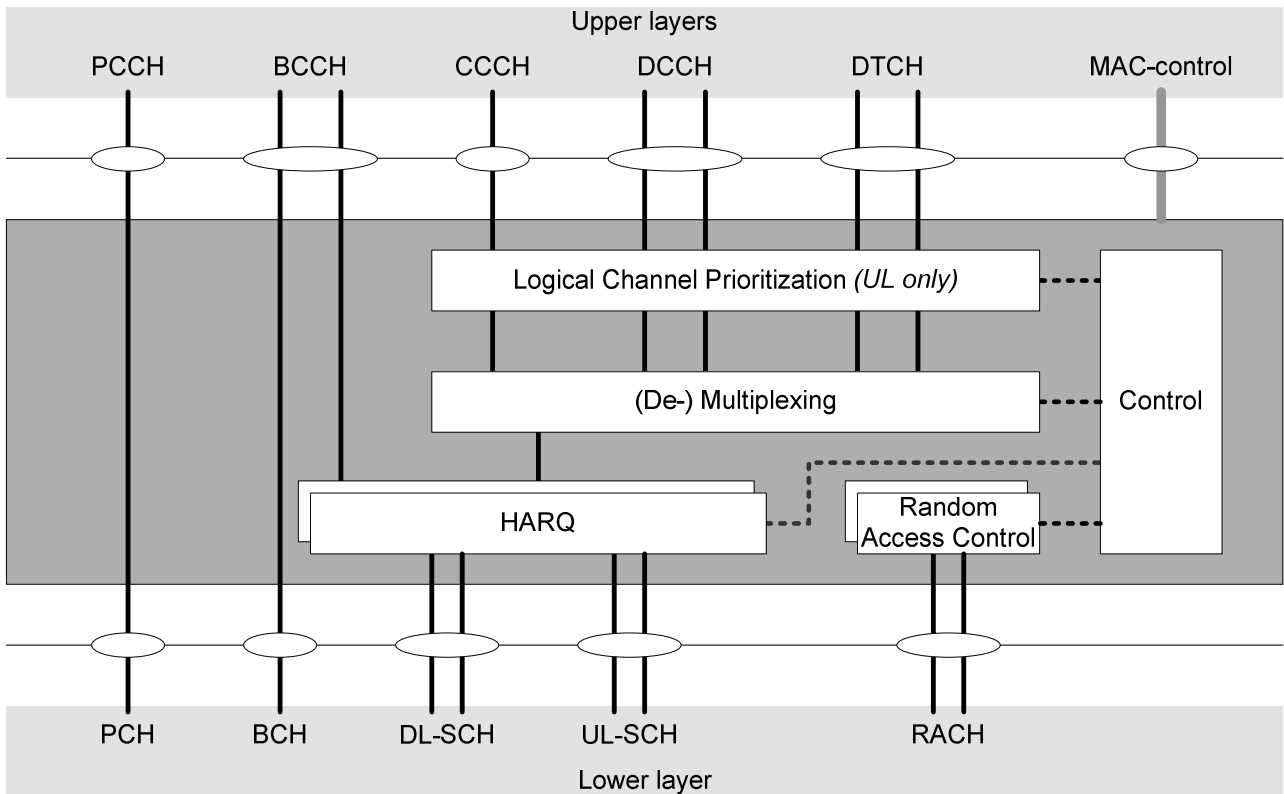 Upper layers
PCCH BCCH CCCH DCCH DTCH MAC-control
Logical Channel Prioritization (UL only)
(De-) Multiplexing
Control
HARQ
Random
Access Control
PCH BCH DL-SCH UL-SCH RACH
Lower layer